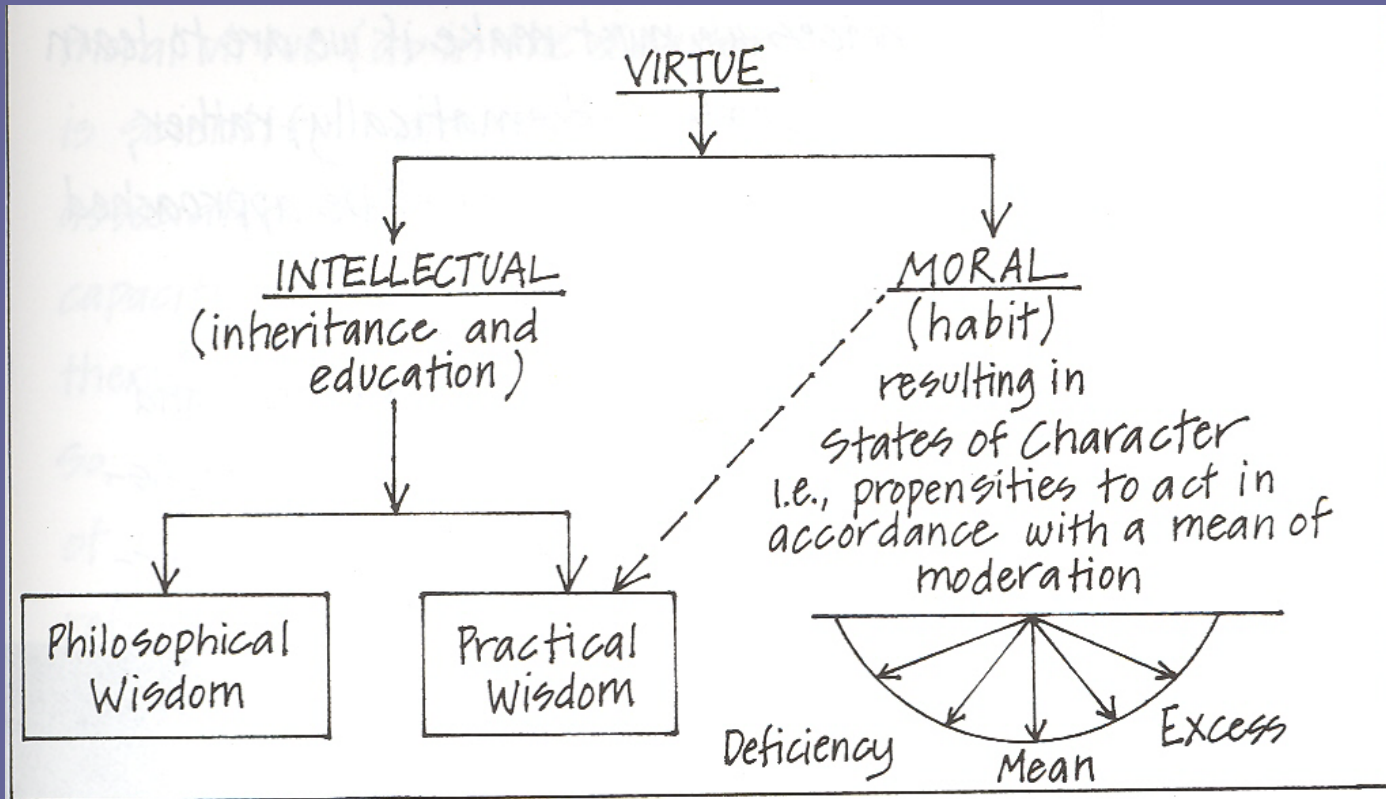 VIRTUE
INTELLECTUAL
(inheritance and
education)
MORAL
(habit)
resulting in
States of Character
i.e., propensities to act in
accordance with a mean of
moderation
Philosophical
Wisdom
Practical
Wisdom
Deficiency
Mean
Excess